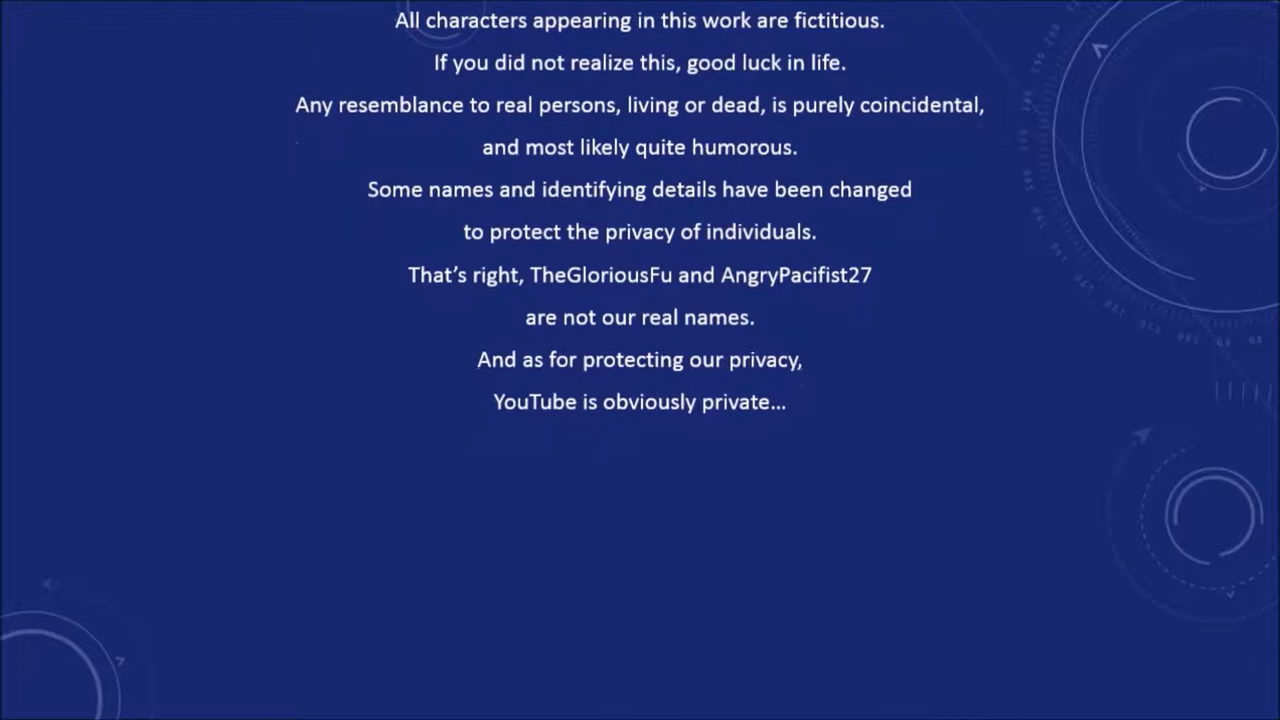 All characters appearing in this work are fictitious.
If you did not realize this, good luck in life.
Any resemblance to real persons, living or dead, is purely coincidental,
and most likely quite humorous.
Some names and identifying details have been changed
to protect the privacy of individuals.
That’s right, TheGloriousFu and AngryPacifist27
are not our real names.
And as for protecting our privacy,
YouTube is obviously private...